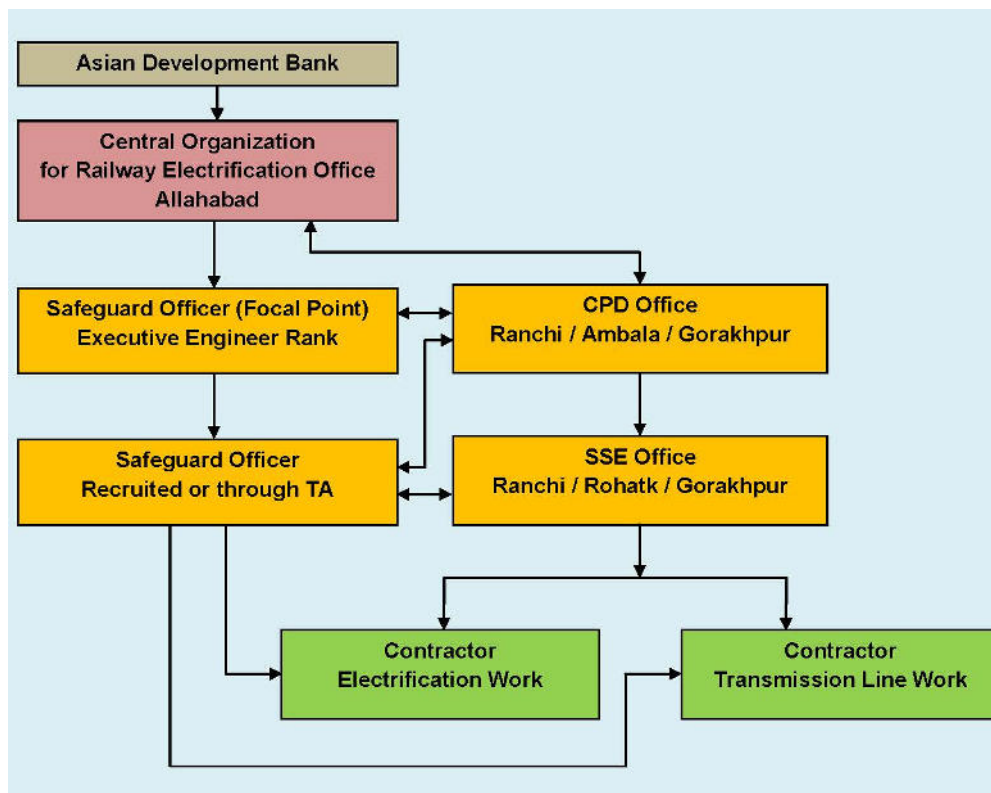 Asian Development Bank
Central Organization
for Railway Electrification Office
Allahabad
Safeguard Officer (Focal Point)
Executive Engineer Rank
CPD Office
Ranchi / Ambala / Gorakhpur
Safeguard Officer
Recruited or through TA
SSE Office
Ranchi / Rohatk / Gorakhpur
Contractor
Electrification Work
Contractor
Transmission Line Work